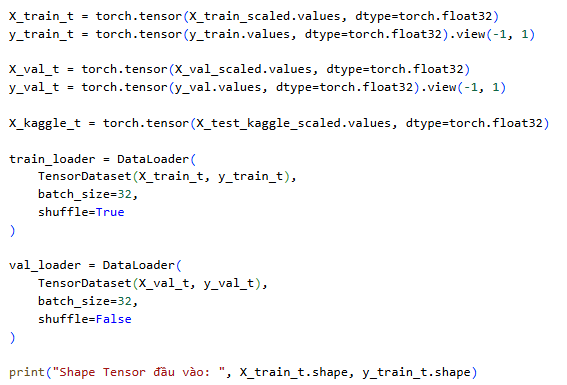 X_train_t = torch.tensor(X_train_scaled.values, dtype=torch.float32)
y_train_t = torch.tensor(y_train.values, dtype=torch.float32).view(-1, 1)

X_val_t = torch.tensor(X_val_scaled.values, dtype=torch.float32)
y_val_t = torch.tensor(y_val.values, dtype=torch.float32).view(-1, 1)

X_kaggle_t = torch.tensor(X_test_kaggle_scaled.values, dtype=torch.float32)

train_loader = DataLoader(
    TensorDataset(X_train_t, y_train_t),
    batch_size=32,
    shuffle=True
)

val_loader = DataLoader(
    TensorDataset(X_val_t, y_val_t),
    batch_size=32,
    shuffle=False
)

print("Shape Tensor đầu vào: ", X_train_t.shape, y_train_t.shape)